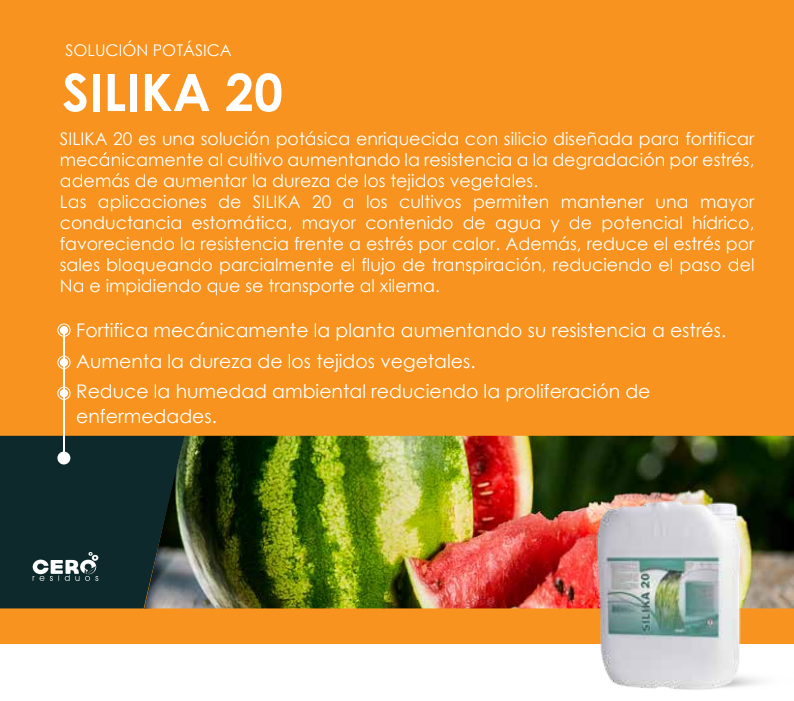 SOLUCIÓN POTÁSICA
SILIKA 20
SILIKA 20 es una solución potásica enriquecida con silicio diseñada para fortificar
mecánicamente al cultivo aumentando la resistencia a la degradación por estrés,
además de aumentar la dureza de los tejidos vegetales.
Las aplicaciones de SILIKA 20 a los cultivos permiten mantener una mayor
conductancia estomática, mayor contenido de agua y de potencial hídrico,
favoreciendo la resistencia frente a estrés por calor. Además, reduce el estrés por
sales bloqueando parcialmente el flujo de transpiración, reduciendo el paso del
Na e impidiendo que se transporte al xilema.
Fortifica mecánicamente la planta aumentando su resistencia a estrés.
Aumenta la dureza de los tejidos vegetales.
Reduce la humedad ambiental reduciendo la proliferación de
enfermedades.
CERO
residuos
SILIKA 20